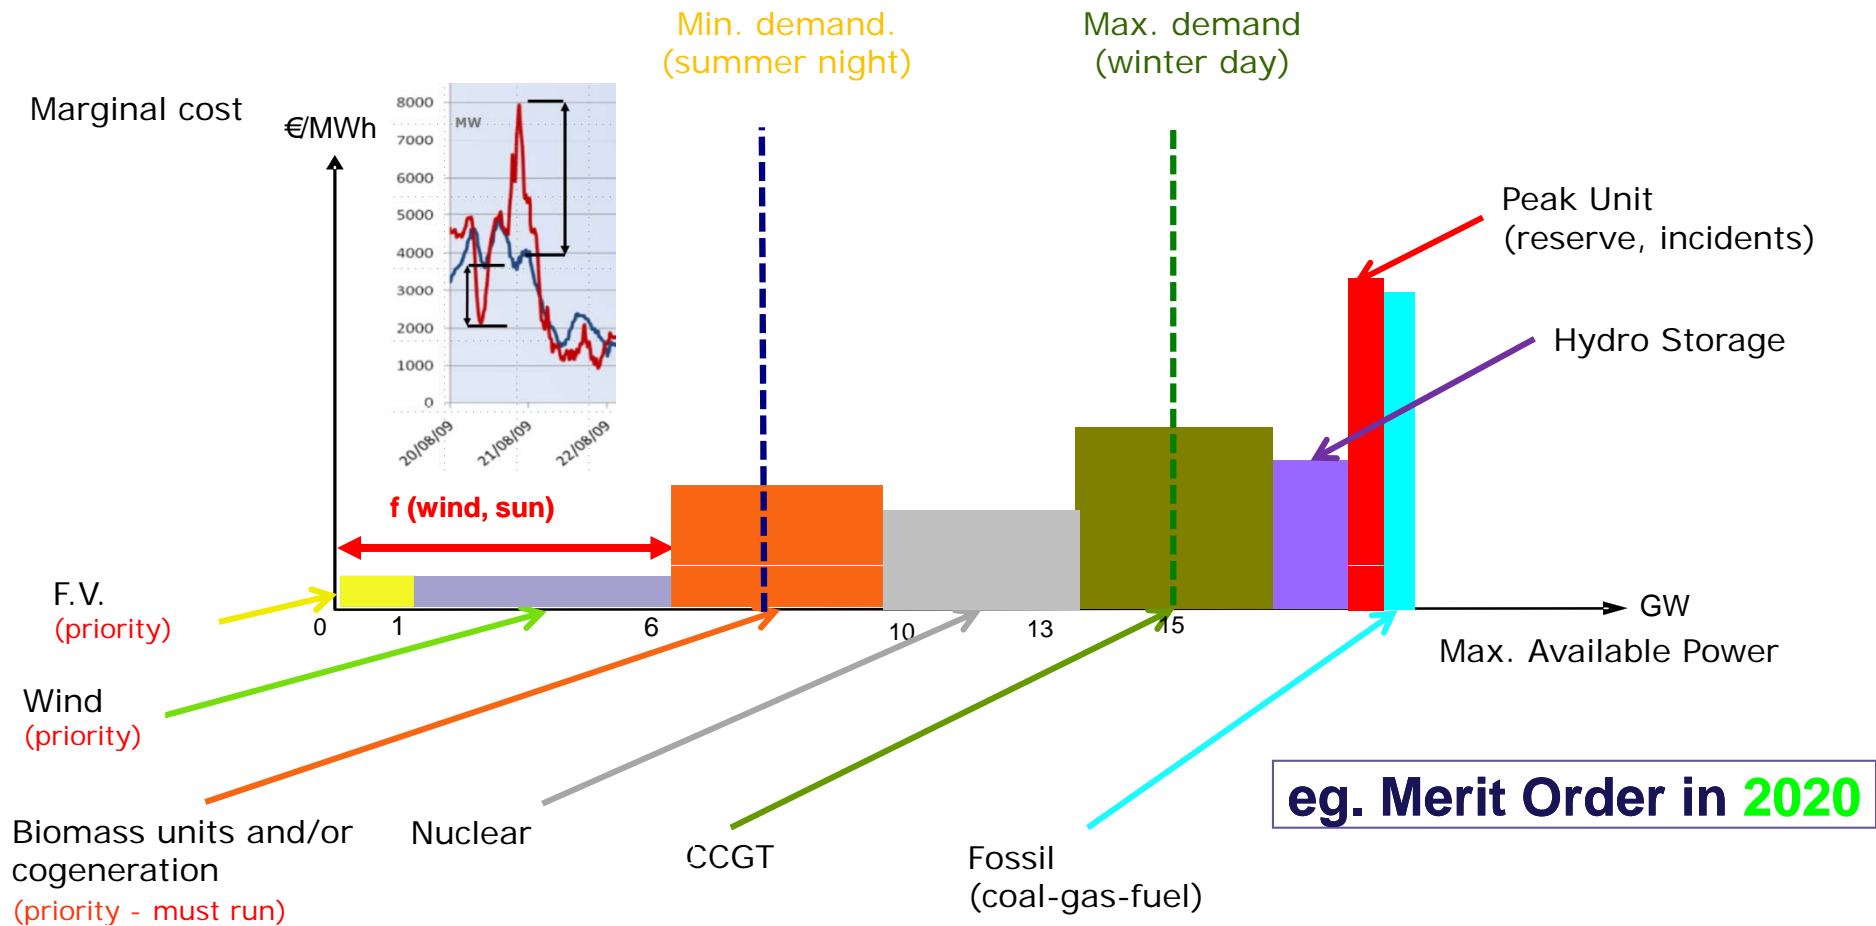 Min. demand.
(summer night)
Max. demand
(winter day)
Marginal cost
€/MWh
8000
MW
7000
6000
5000
4000
3000
2000
1000
0
20/08/09
21/08/09
22/08/09
Peak Unit
(reserve, incidents)
Hydro Storage
f (wind, sun)
F.V.
(priority)
0
1
6
10
13
15
GW
Max. Available Power
Wind
(priority)
eg. Merit Order in 2020
Biomass units and/or
cogeneration
(priority - must run)
Nuclear
CCGT
Fossil
(coal-gas-fuel)